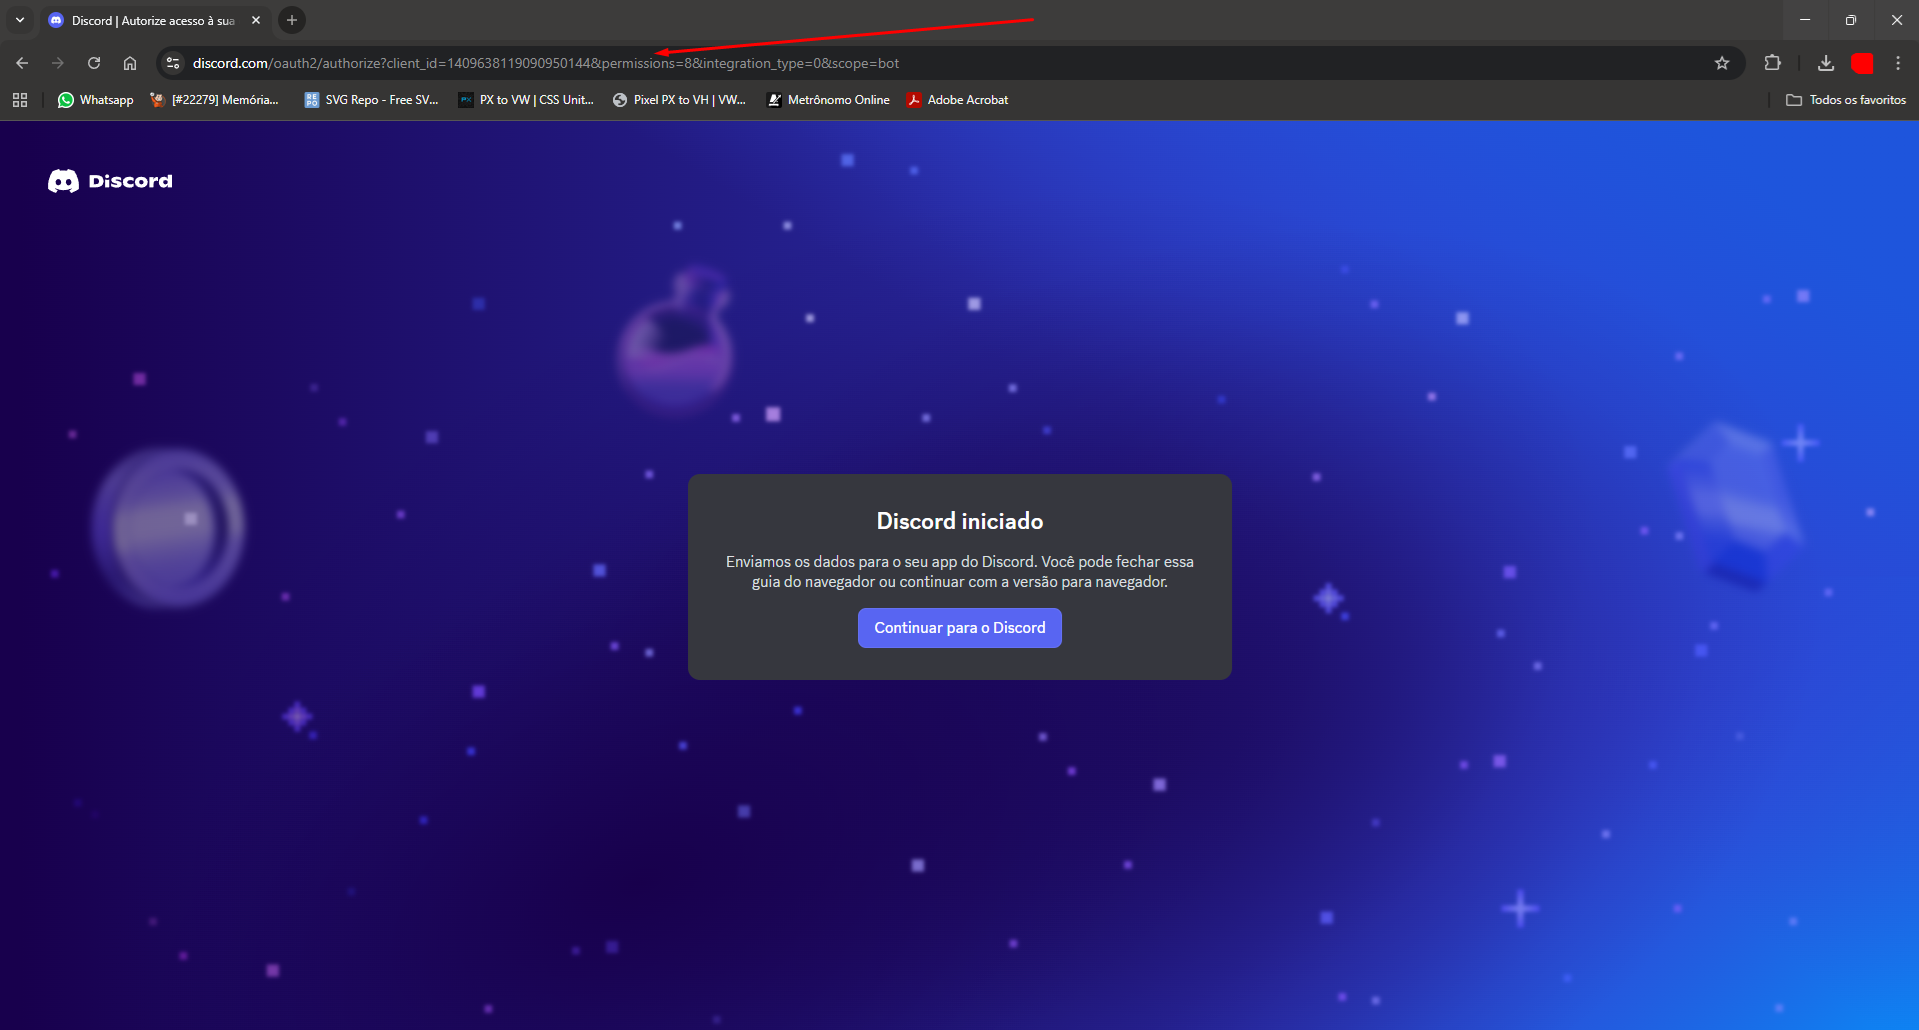 Discord | Autorize acesso à sua
discord.com/oauth2/authorize?client_id=1409638119090950144&permissions=8&integration_type=0&scope=bot
Whatsapp [#22279] Memória... SVG Repo - Free SV... PX to VW | CSS Unit... Pixel PX to VH | VW... Metrônomo Online Adobe Acrobat Todos os favoritos
Discord
Discord iniciado
Enviamos os dados para o seu app do Discord. Você pode fechar essa
guia do navegador ou continuar com a versão para navegador.
Continuar para o Discord